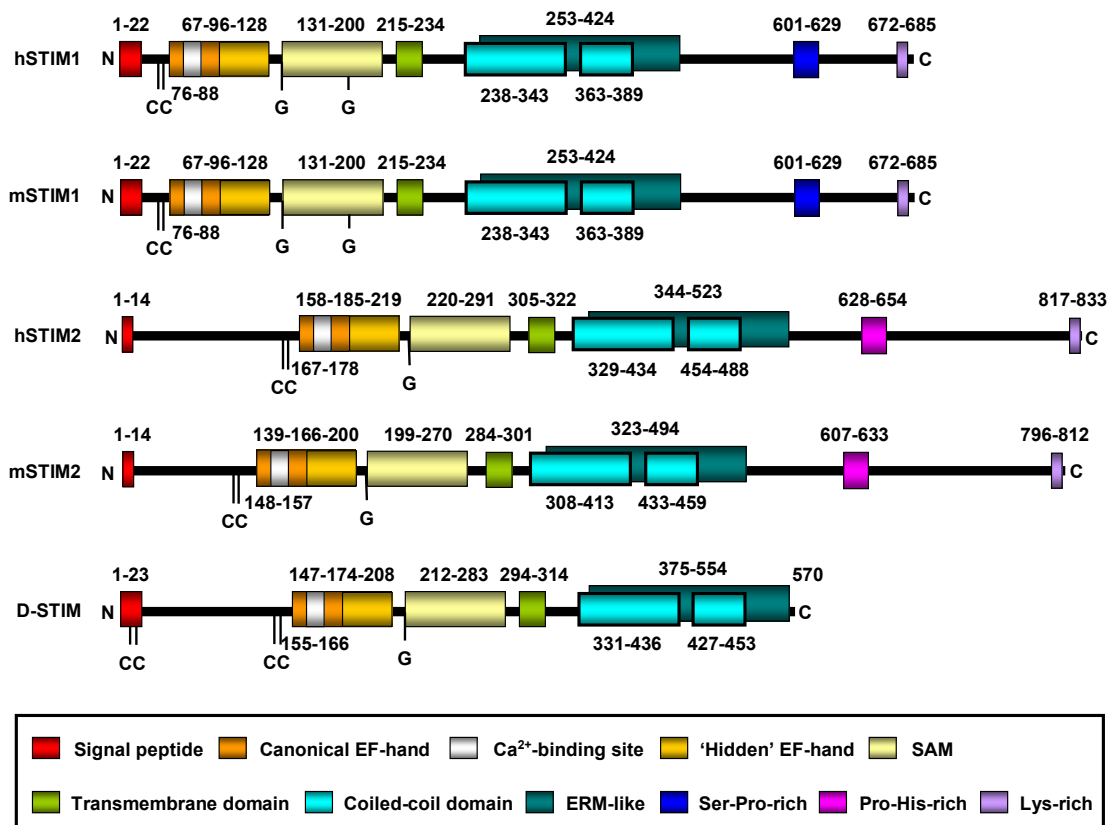 1-22 67-96-128 131-200 215-234 253-424 601-629 672-685
hSTIM1 N C
CC 76-88 G G 238-343 363-389
1-22 67-96-128 131-200 215-234 253-424 601-629 672-685
mSTIM1 N C
CC 76-88 G G 238-343 363-389
1-14 158-185-219 220-291 305-322 344-523 628-654 817-833
hSTIM2 N C
CC 167-178 G 329-434 454-488
1-14 139-166-200 199-270 284-301 323-494 607-633 796-812
mSTIM2 N C
CC 148-157 G 308-413 433-459
1-23 147-174-208 212-283 294-314 375-554 570
D-STIM N C
CC CC 155-166 G 331-436 427-453
Signal peptide Canonical EF-hand Ca²⁺-binding site ‘Hidden’ EF-hand SAM
Transmembrane domain Coiled-coil domain ERM-like Ser-Pro-rich Pro-His-rich Lys-rich